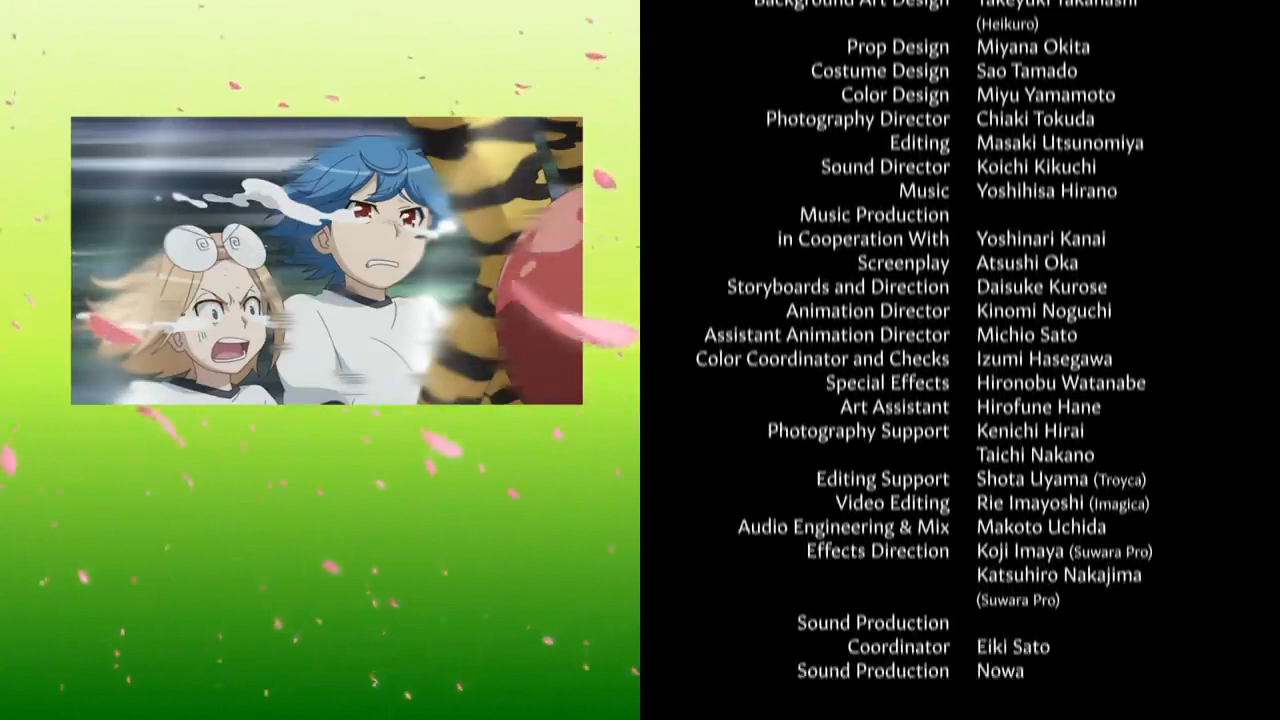 Background Art Design Takeyuki Takahashi
(Heikuro)
Prop Design Miyana Okita
Costume Design Sao Tamado
Color Design Miyu Yamamoto
Photography Director Chiaki Tokuda
Editing Masaki Utsunomiya
Sound Director Koichi Kikuchi
Music Yoshihisa Hirano
Music Production
in Cooperation With Yoshinari Kanai
Screenplay Atsushi Oka
Storyboards and Direction Daisuke Kurose
Animation Director Kinomi Noguchi
Assistant Animation Director Michio Sato
Color Coordinator and Checks Izumi Hasegawa
Special Effects Hironobu Watanabe
Art Assistant Hirofune Hane
Photography Support Kenichi Hirai
Taichi Nakano
Editing Support Shota Uyama (Troyca)
Video Editing Rie Imayoshi (Imagica)
Audio Engineering & Mix Makoto Uchida
Effects Direction Koji Imaya (Suwara Pro)
Katsuhiro Nakajima
(Suwara Pro)
Sound Production
Coordinator Eiki Sato
Sound Production Nowa